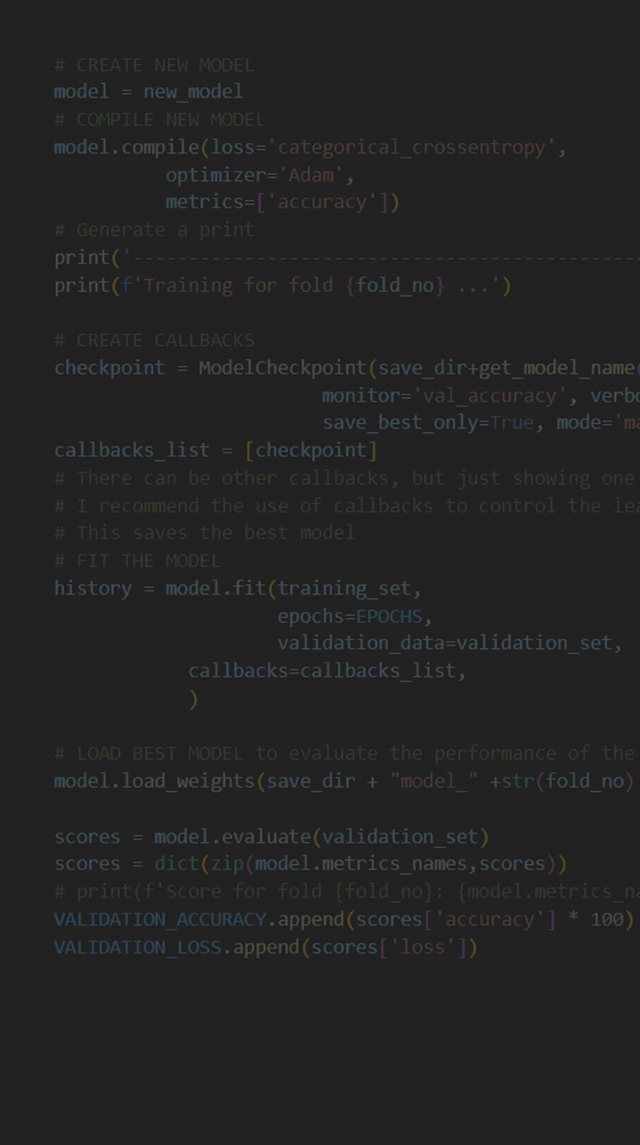 # CREATE NEW MODEL
model = new_model
# COMPILE NEW MODEL
model.compile(loss='categorical_crossentropy',
optimizer='Adam',
metrics=['accuracy'])
# Generate a print
print('----------------------------------------------
print(f'Training for fold {fold_no} ...')
# CREATE CALLBACKS
checkpoint = ModelCheckpoint(save_dir+get_model_name(
monitor='val_accuracy', verbo
save_best_only=True, mode='ma
callbacks_list = [checkpoint]
# There can be other callbacks, but just showing one
# I recommend the use of callbacks to control the lea
# This saves the best model
# FIT THE MODEL
history = model.fit(training_set,
epochs=EPOCHS,
validation_data=validation_set,
callbacks=callbacks_list,
)
# LOAD BEST MODEL to evaluate the performance of the
model.load_weights(save_dir + "model_" +str(fold_no)
scores = model.evaluate(validation_set)
scores = dict(zip(model.metrics_names,scores))
# print(f'Score for fold {fold_no}: {model.metrics_na
VALIDATION_ACCURACY.append(scores['accuracy'] * 100)
VALIDATION_LOSS.append(scores['loss'])